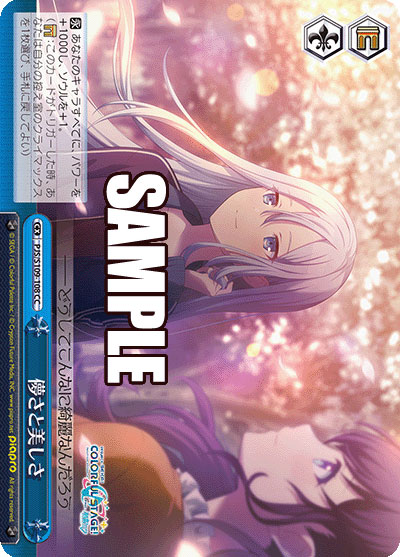 あなたのキャラすべてに、パワーを
+1000し、ソウルを+1。
(:このカードがトリガーした時、あ
なたは自分の控え室のクライマックス
を1枚選び、手札に戻してよい)
SAMPLE
――どうしてこんなに綺麗なんだろう
CX
PJS/S109-108 CC
儚さと美しさ
COLORFUL STAGE!
© SEGA / © Colorful Palette Inc. / © Crypton Future Media, INC. www.piapro.net piapro All rights reserved.